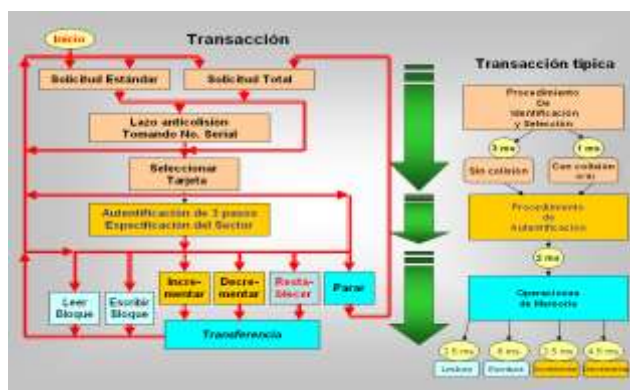 Inicio
Transacción
Solicitud Estándar
Solicitud Total
Lazo anticolisión
Tomando No. Serial
Seleccionar
Tarjeta
Autentificación de 3 pasos
Especificación del Sector
Leer
Bloque
Escribir
Bloque
Incre-
mentar
Decre-
mentar
Resta-
blecer
Parar
Transferencia
Transacción típica
Procedimiento
De
Identificación
y Selección
3 ms
1 ms
Sin colisión
Con colisión
Procedimiento
de
Autentificación
2 ms
Operaciones
de Memoria
2.5 ms
6 ms
2.5 ms
4.5 ms
Lectura
Escritura